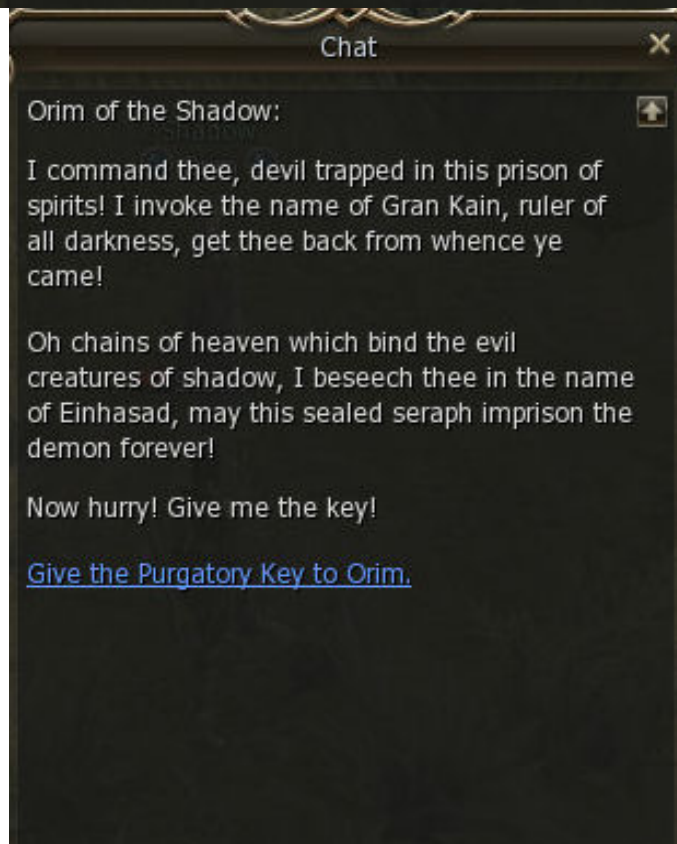 Chat
Orim of the Shadow:
I command thee, devil trapped in this prison of
spirits! I invoke the name of Gran Kain, ruler of
all darkness, get thee back from whence ye
came!
Oh chains of heaven which bind the evil
creatures of shadow, I beseech thee in the name
of Einhasad, may this sealed seraph imprison the
demon forever!
Now hurry! Give me the key!
Give the Purgatory Key to Orim.